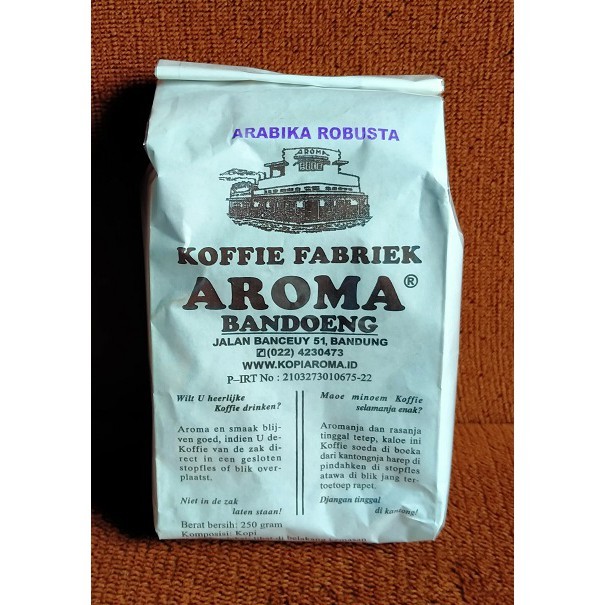 ARABIKA ROBUSTA
AROMA
KOFFIE FABRIEK
AROMA®
BANDOENG
JALAN BANCEUY 51, BANDUNG
✆(022) 4230473
WWW.KOPIAROMA.ID
P–IRT No : 2103273010675-22
Wilt U heerlijke
Koffie drinken?
Aroma en smaak blij-
ven goed, indien U de-
Koffie van de zak di-
rect in een gesloten
stopfles of blik over-
plaatst.
Niet in de zak
laten staan!
Maoe minoem Koffie
selamanja enak?
Aromanja dan rasanja
tinggal tetep, kaloe ini
Koffie soeda di boeka
dari kantongnja harep di
pindahken di stopfles
atawa di blik jang ter-
toetoep rapet.
Djangan tinggal
di kantong!
Berat bersih: 250 gram
Komposisi: Kopi